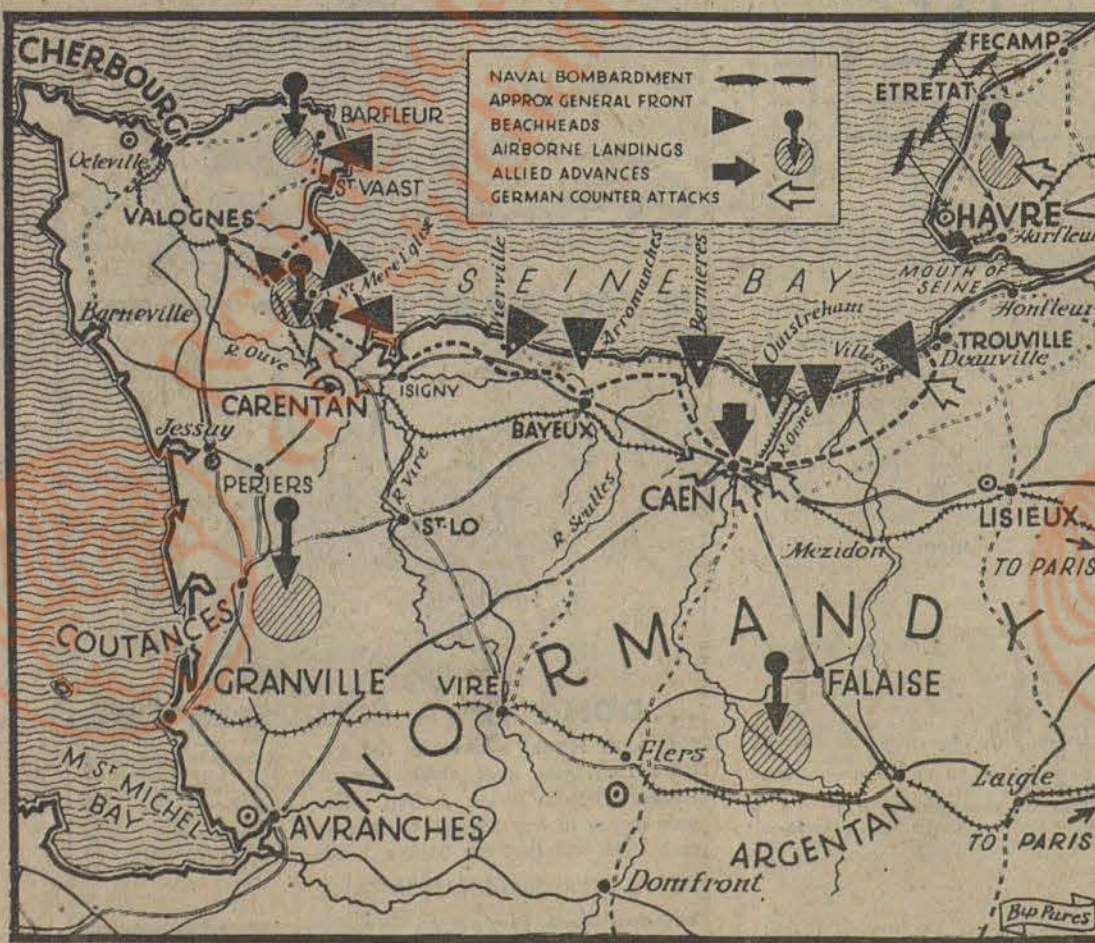 CHERBOURG
Octeville
BARFLEUR
ST VAAST
VALOGNES
St Mere Eglise
Barneville
R. Ouve
NAVAL BOMBARDMENT
APPROX GENERAL FRONT
BEACHHEADS
AIRBORNE LANDINGS
ALLIED ADVANCES
GERMAN COUNTER ATTACKS
FECAMP
ETRETAT
HAVRE
Harfleur
MOUTH OF
SEINE
Honfleur
SEINE BAY
Vierville
Arromanches
Bernieres
Ouistreham
Villers
TROUVILLE
Deauville
CARENTAN
ISIGNY
BAYEUX
R. Orne
CAEN
Jessay
PERIERS
R. Vire
ST LO
R. Seulles
Mezidon
LISIEUX
TO PARIS
COUTANCES
GRANVILLE
VIRE
NORMANDY
FALAISE
Flers
M. ST MICHEL
BAY
AVRANCHES
ARGENTAN
Laigle
TO PARIS
Domfront